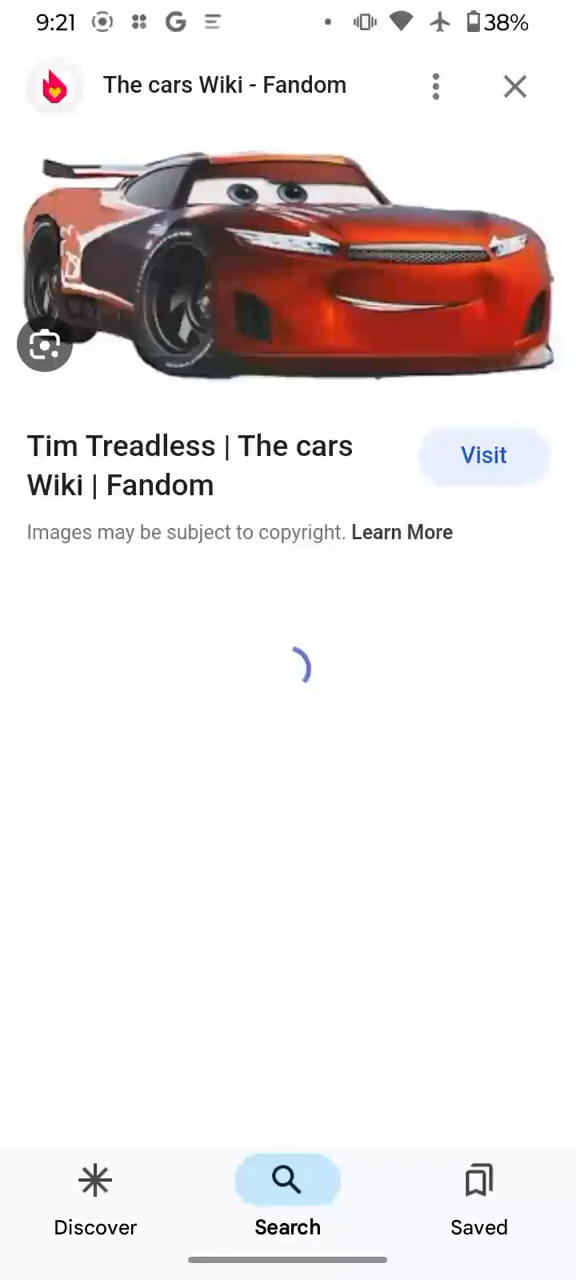 9:21
38%
The cars Wiki - Fandom
Tim Treadless | The cars
Wiki | Fandom
Visit
Images may be subject to copyright. Learn More
Discover
Search
Saved